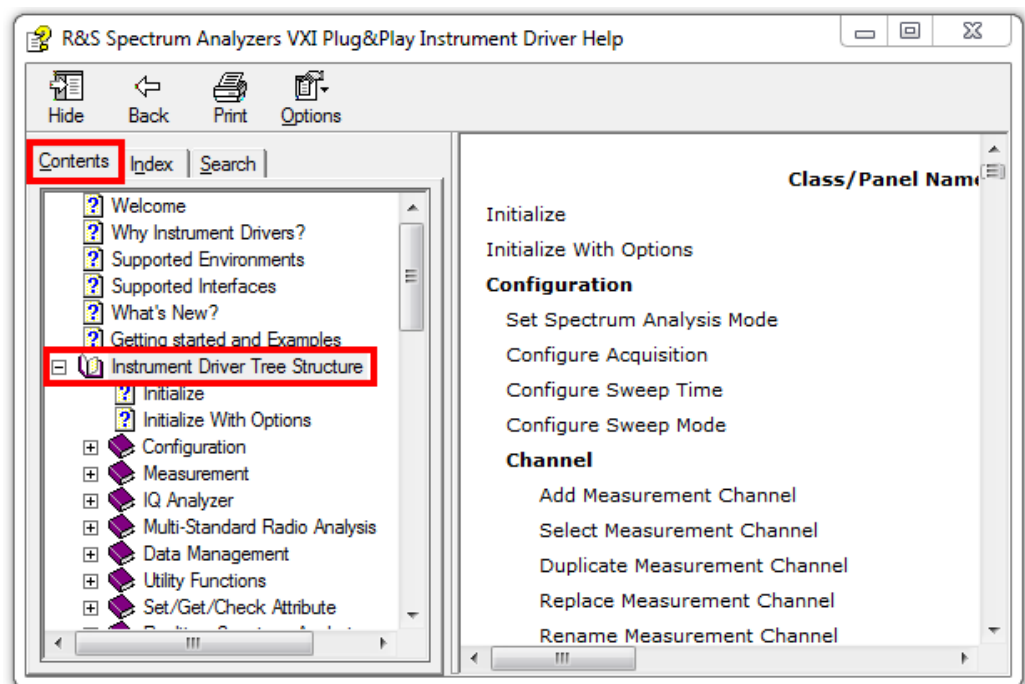 R&S Spectrum Analyzers VXI Plug&Play Instrument Driver Help
Hide Back Print Options
Contents Index Search
Welcome
Why Instrument Drivers?
Supported Environments
Supported Interfaces
What's New?
Getting started and Examples
Instrument Driver Tree Structure
Initialize
Initialize With Options
Configuration
Measurement
IQ Analyzer
Multi-Standard Radio Analysis
Data Management
Utility Functions
Set/Get/Check Attribute
Class/Panel Name
Initialize
Initialize With Options
Configuration
Set Spectrum Analysis Mode
Configure Acquisition
Configure Sweep Time
Configure Sweep Mode
Channel
Add Measurement Channel
Select Measurement Channel
Duplicate Measurement Channel
Replace Measurement Channel
Rename Measurement Channel